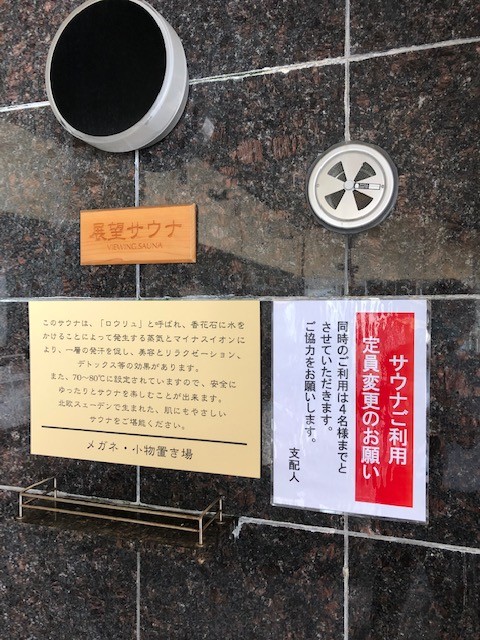 展望サウナ
VIEWING SAUNA
このサウナは、「ロウリュ」と呼ばれ、香花石に水を
かけることによって発生する蒸気とマイナスイオンに
より、一層の発汗を促し、美容とリラクゼーション、
デトックス等の効果があります。
また、70〜80℃に設定されていますので、安全に
ゆったりとサウナを楽しむことが出来ます。
北欧スェーデンで生まれた、肌にもやさしい
サウナをご堪能ください。
メガネ・小物置き場
サウナご利用
定員変更のお願い
同時のご利用は4名様までと
させていただきます。
ご協力をお願いします。
支配人